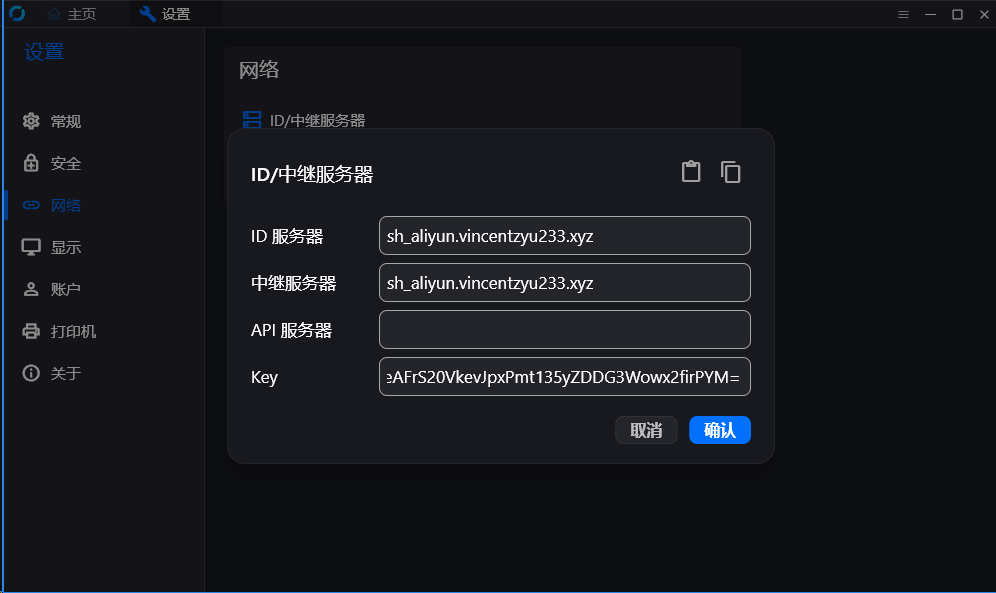 主页
设置
设置
常规
安全
网络
显示
账户
打印机
关于
网络
ID/中继服务器
ID/中继服务器
ID 服务器
sh_aliyun.vincentzyu233.xyz
中继服务器
sh_aliyun.vincentzyu233.xyz
API 服务器
Key
eAFrS20VkevJpxPmt135yZDDG3Wowx2firPYM=
取消
确认